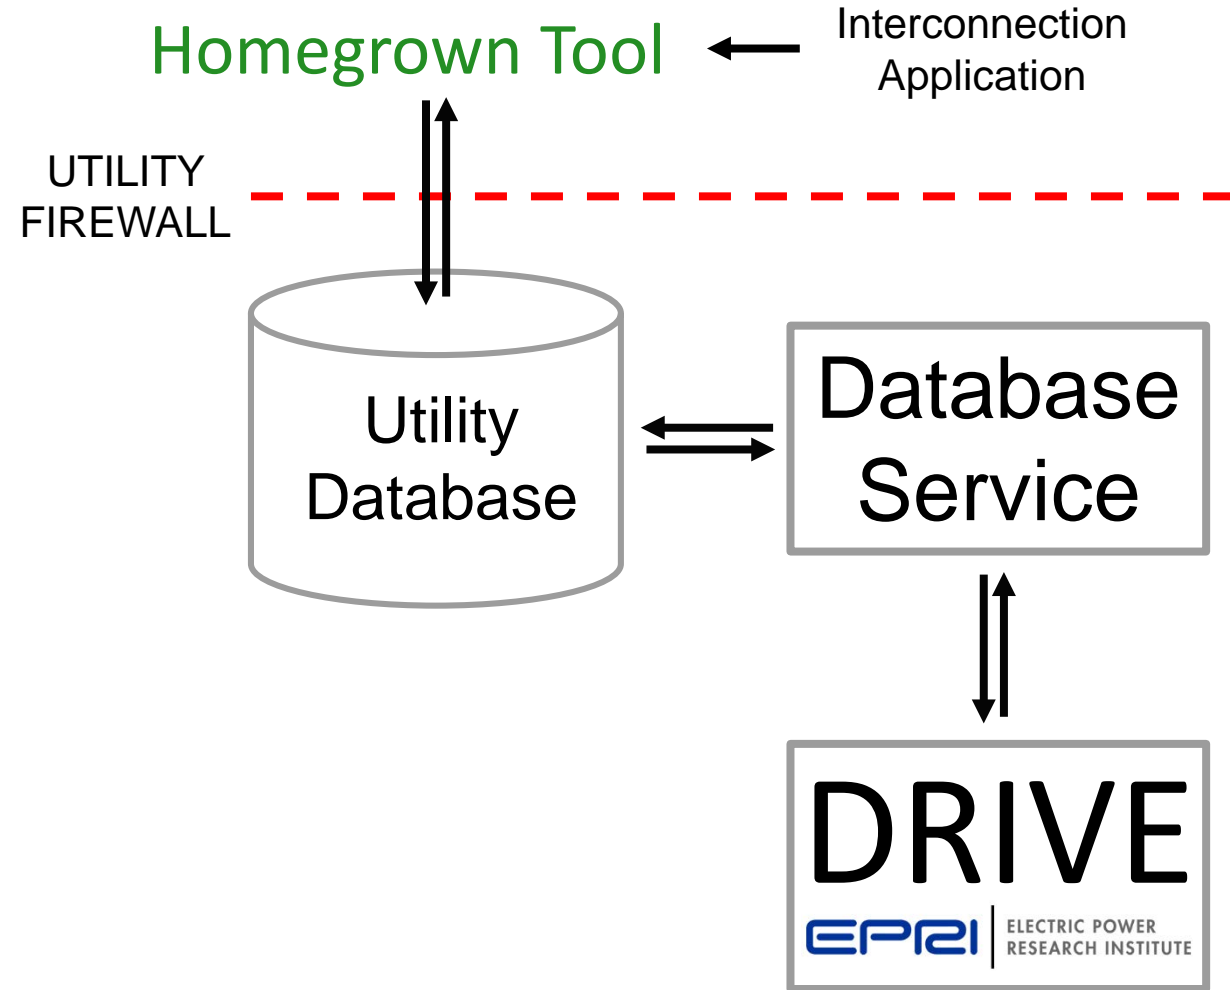 Homegrown Tool
Interconnection
Application
UTILITY
FIREWALL
Utility
Database
Database
Service
DRIVE
EPRI
ELECTRIC POWER
RESEARCH INSTITUTE